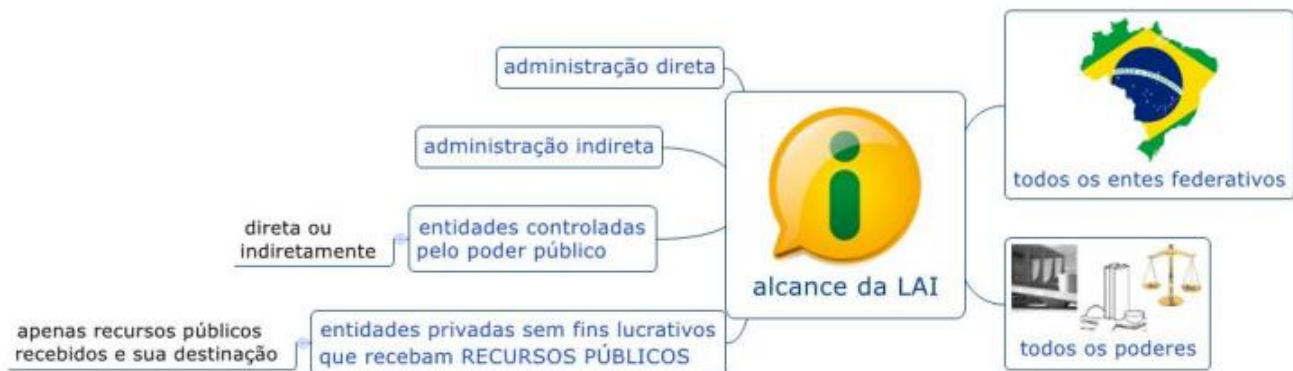 administração direta
administração indireta
direta ou
indiretamente
entidades controladas
pelo poder público
apenas recursos públicos
recebidos e sua destinação
entidades privadas sem fins lucrativos
que recebam RECURSOS PÚBLICOS
alcance da LAI
todos os entes federativos
todos os poderes